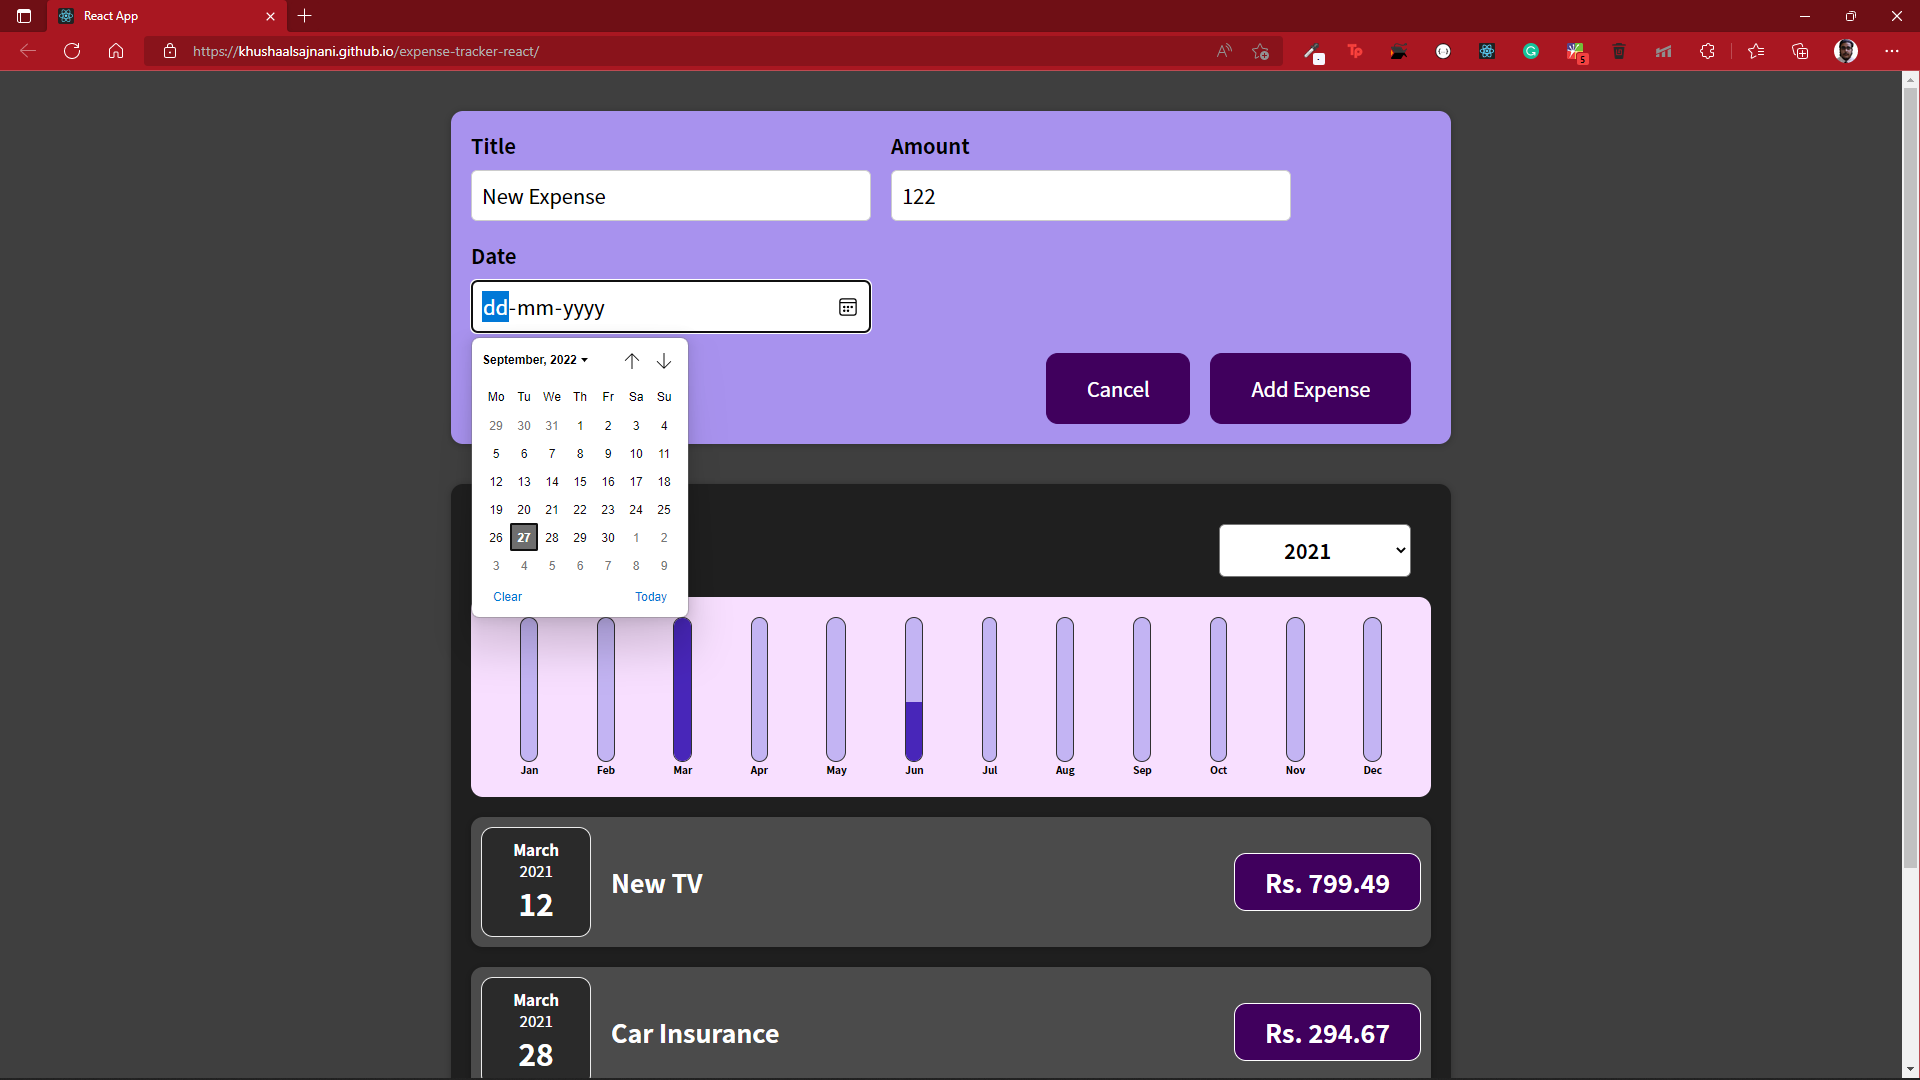 React App
https://khushaalsajnani.github.io/expense-tracker-react/
Tp
5
Title
Amount
New Expense
122
Date
dd-mm-yyyy
September, 2022
Mo Tu We Th Fr Sa Su
29 30 31 1 2 3 4
5 6 7 8 9 10 11
12 13 14 15 16 17 18
19 20 21 22 23 24 25
26 27 28 29 30 1 2
3 4 5 6 7 8 9
Clear Today
Cancel
Add Expense
2021
Jan Feb Mar Apr May Jun Jul Aug Sep Oct Nov Dec
March
2021
12
New TV
Rs. 799.49
March
2021
28
Car Insurance
Rs. 294.67